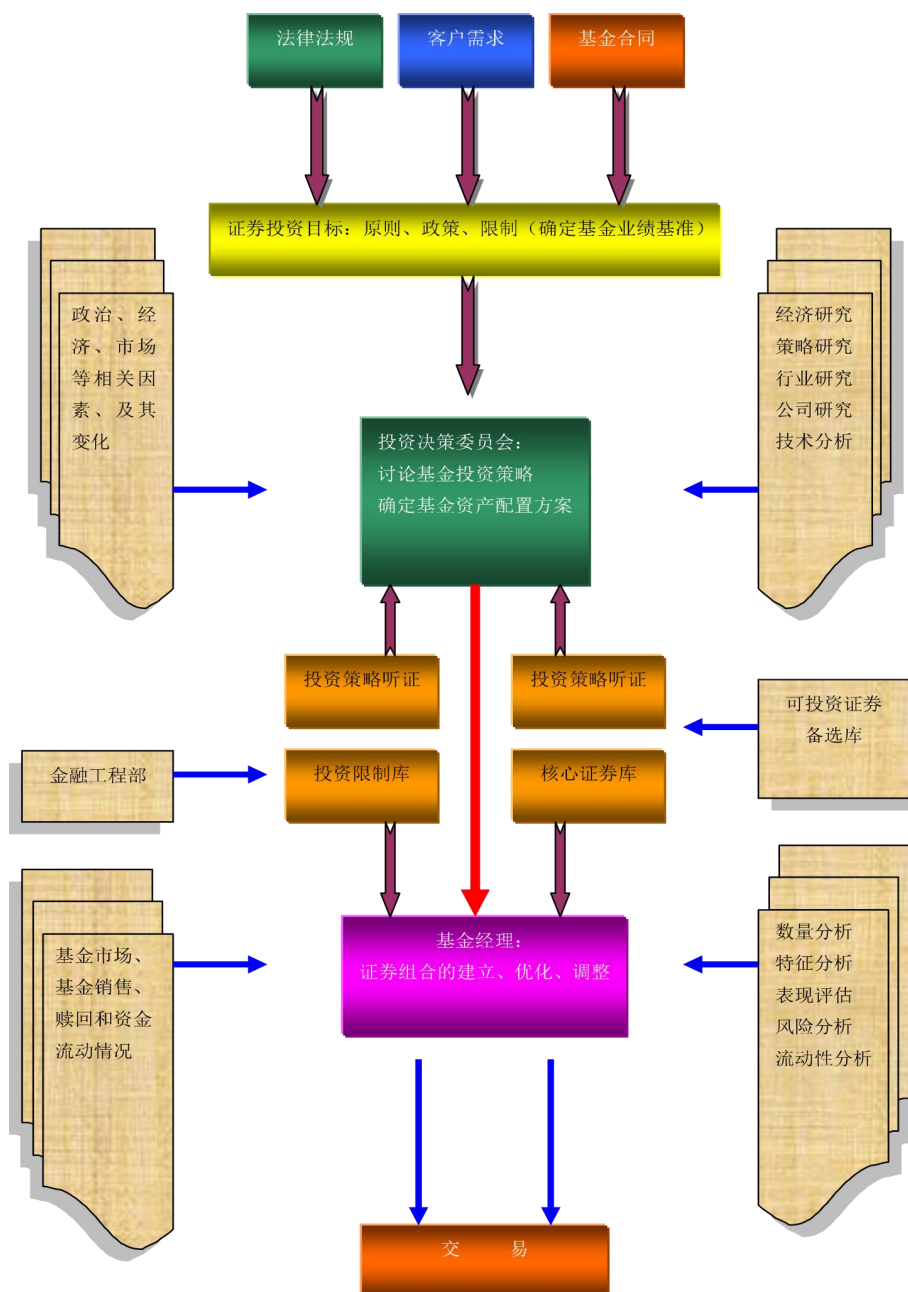 法律法规
客户需求
基金合同
证券投资目标：原则、政策、限制（确定基金业绩基准）
政治、经
济、市场
等相关因
素、及其
变化
经济研究
策略研究
行业研究
公司研究
技术分析
投资决策委员会：
讨论基金投资策略
确定基金资产配置方案
投资策略听证
投资策略听证
可投资证券
备选库
金融工程部
投资限制库
核心证券库
基金市场、
基金销售、
赎回和资金
流动情况
基金经理：
证券组合的建立、优化、调整
数量分析
特征分析
表现评估
风险分析
流动性分析
交 易